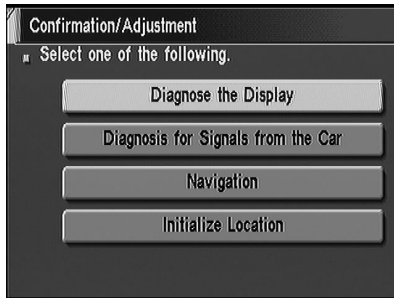 Confirmation/Adjustment
Select one of the following.
Diagnose the Display
Diagnosis for Signals from the Car
Navigation
Initialize Location